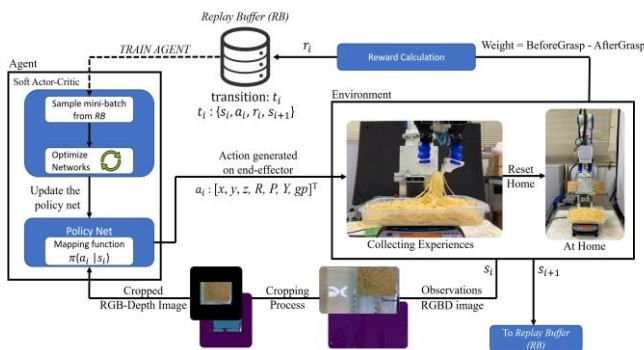 Replay Buffer (RB)
Agent
TRAIN AGENT
r_i
Reward Calculation
Weight = BeforeGrasp - AfterGrasp
Soft Actor-Critic
Sample mini-batch
from RB
Optimize
Networks
Update the
policy net
Policy Net
Mapping function
π(a_i |s_i)
transition: t_i
t_i : {s_i, a_i, r_i, s_{i+1}}
Action generated
on end-effector
a_i : [x, y, z, R, P, Y, gp]^T
Environment
Collecting Experiences
Reset
Home
At Home
s_i
s_{i+1}
Observations
RGBD image
Cropping
Process
Cropped
RGB-Depth Image
To Replay Buffer
(RB)